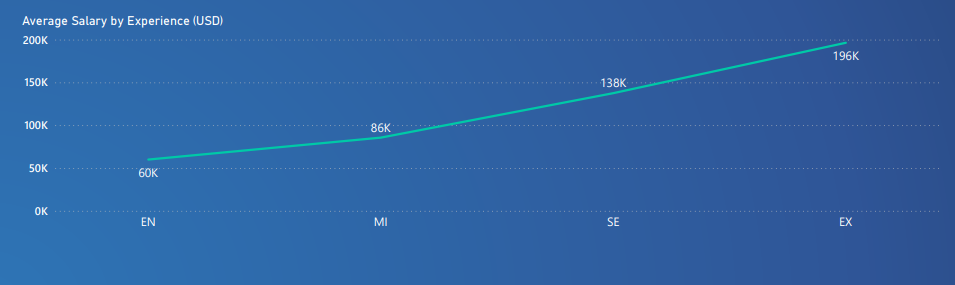 Average Salary by Experience (USD)
200K
196K
150K
138K
100K
86K
50K
60K
0K
EN MI SE EX